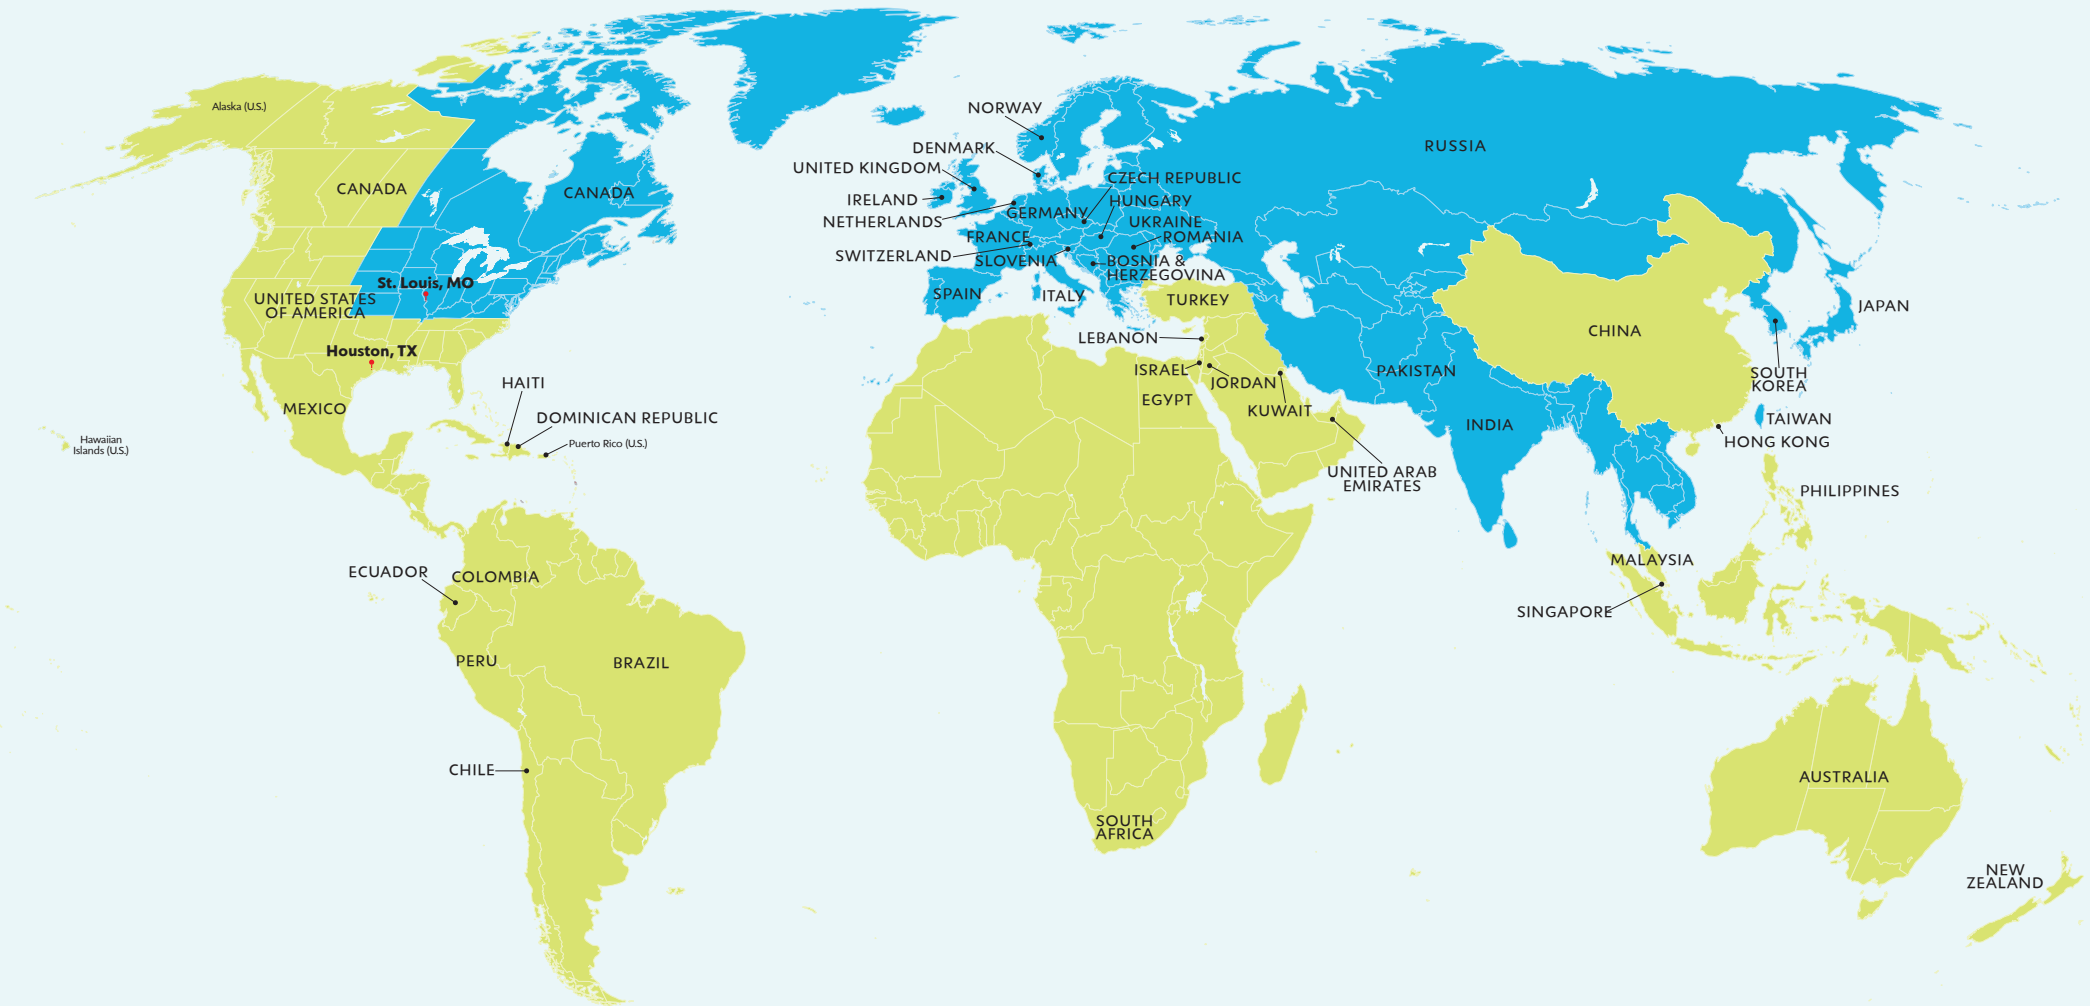 Alaska (U.S.)
CANADA
CANADA
UNITED STATES
OF AMERICA
St. Louis, MO
Houston, TX
MEXICO
Hawaiian
Islands (U.S.)
HAITI
DOMINICAN REPUBLIC
Puerto Rico (U.S.)
ECUADOR
COLOMBIA
PERU
BRAZIL
CHILE
NORWAY
DENMARK
UNITED KINGDOM
IRELAND
NETHERLANDS
GERMANY
CZECH REPUBLIC
HUNGARY
UKRAINE
ROMANIA
FRANCE
SWITZERLAND
SLOVENIA
BOSNIA &
HERZEGOVINA
SPAIN
ITALY
TURKEY
LEBANON
ISRAEL
JORDAN
EGYPT
KUWAIT
UNITED ARAB
EMIRATES
SOUTH
AFRICA
RUSSIA
CHINA
PAKISTAN
INDIA
JAPAN
SOUTH
KOREA
TAIWAN
HONG KONG
PHILIPPINES
MALAYSIA
SINGAPORE
AUSTRALIA
NEW
ZEALAND